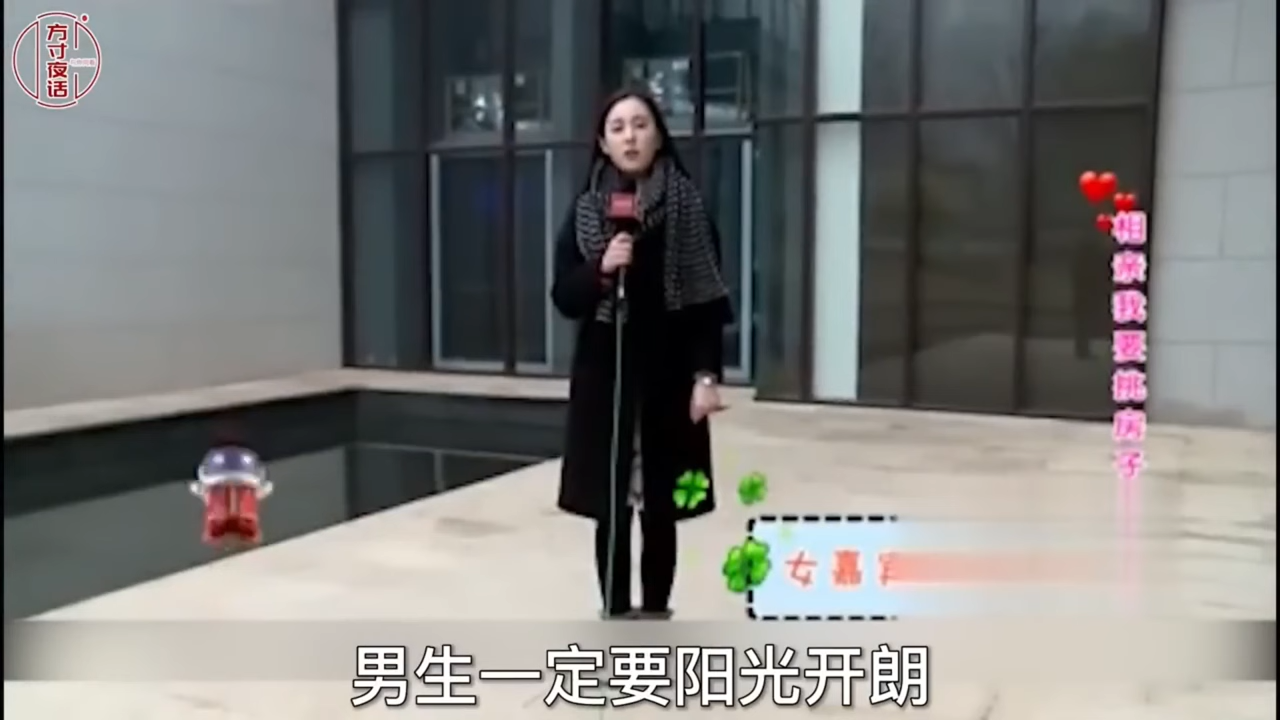 方寸夜话
相亲我要挑房子
女嘉宾
男生一定要阳光开朗